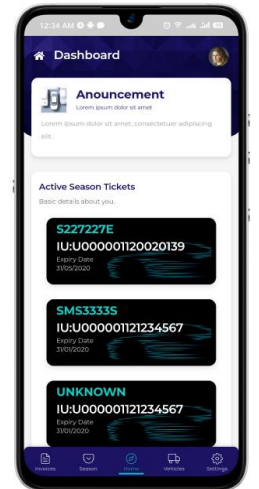 12:34 AM
Dashboard
Anouncement
Lorem ipsum dolor sit amet
Lorem ipsum dolor sit amet, consectetuer adipiscing
elit.
Active Season Tickets
Basic details about you.
S227227E
IU:U000001120020139
Expiry Date
31/05/2020
SMS3333S
IU:U000001121234567
Expiry Date
31/01/2020
UNKNOWN
IU:U000001121234567
Expiry Date
31/01/2020
Invoices Season Home Vehicles Settings